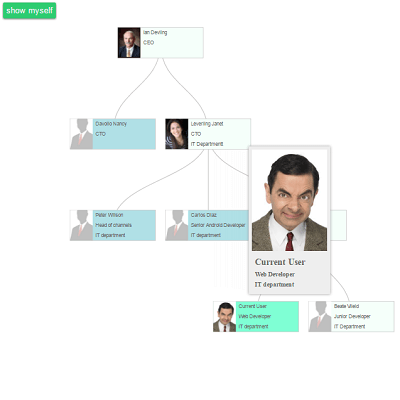 show myself
Ian Devling
CEO
Davolio Nancy
CTO
Leverling Janet
CTO
IT Department
Peter Wilson
Head of channels
IT department
Carlos Diaz
Senior Android Developer
IT department
Current User
Web Developer
IT department
Current User
Web Developer
IT department
Junior Developer
IT Department